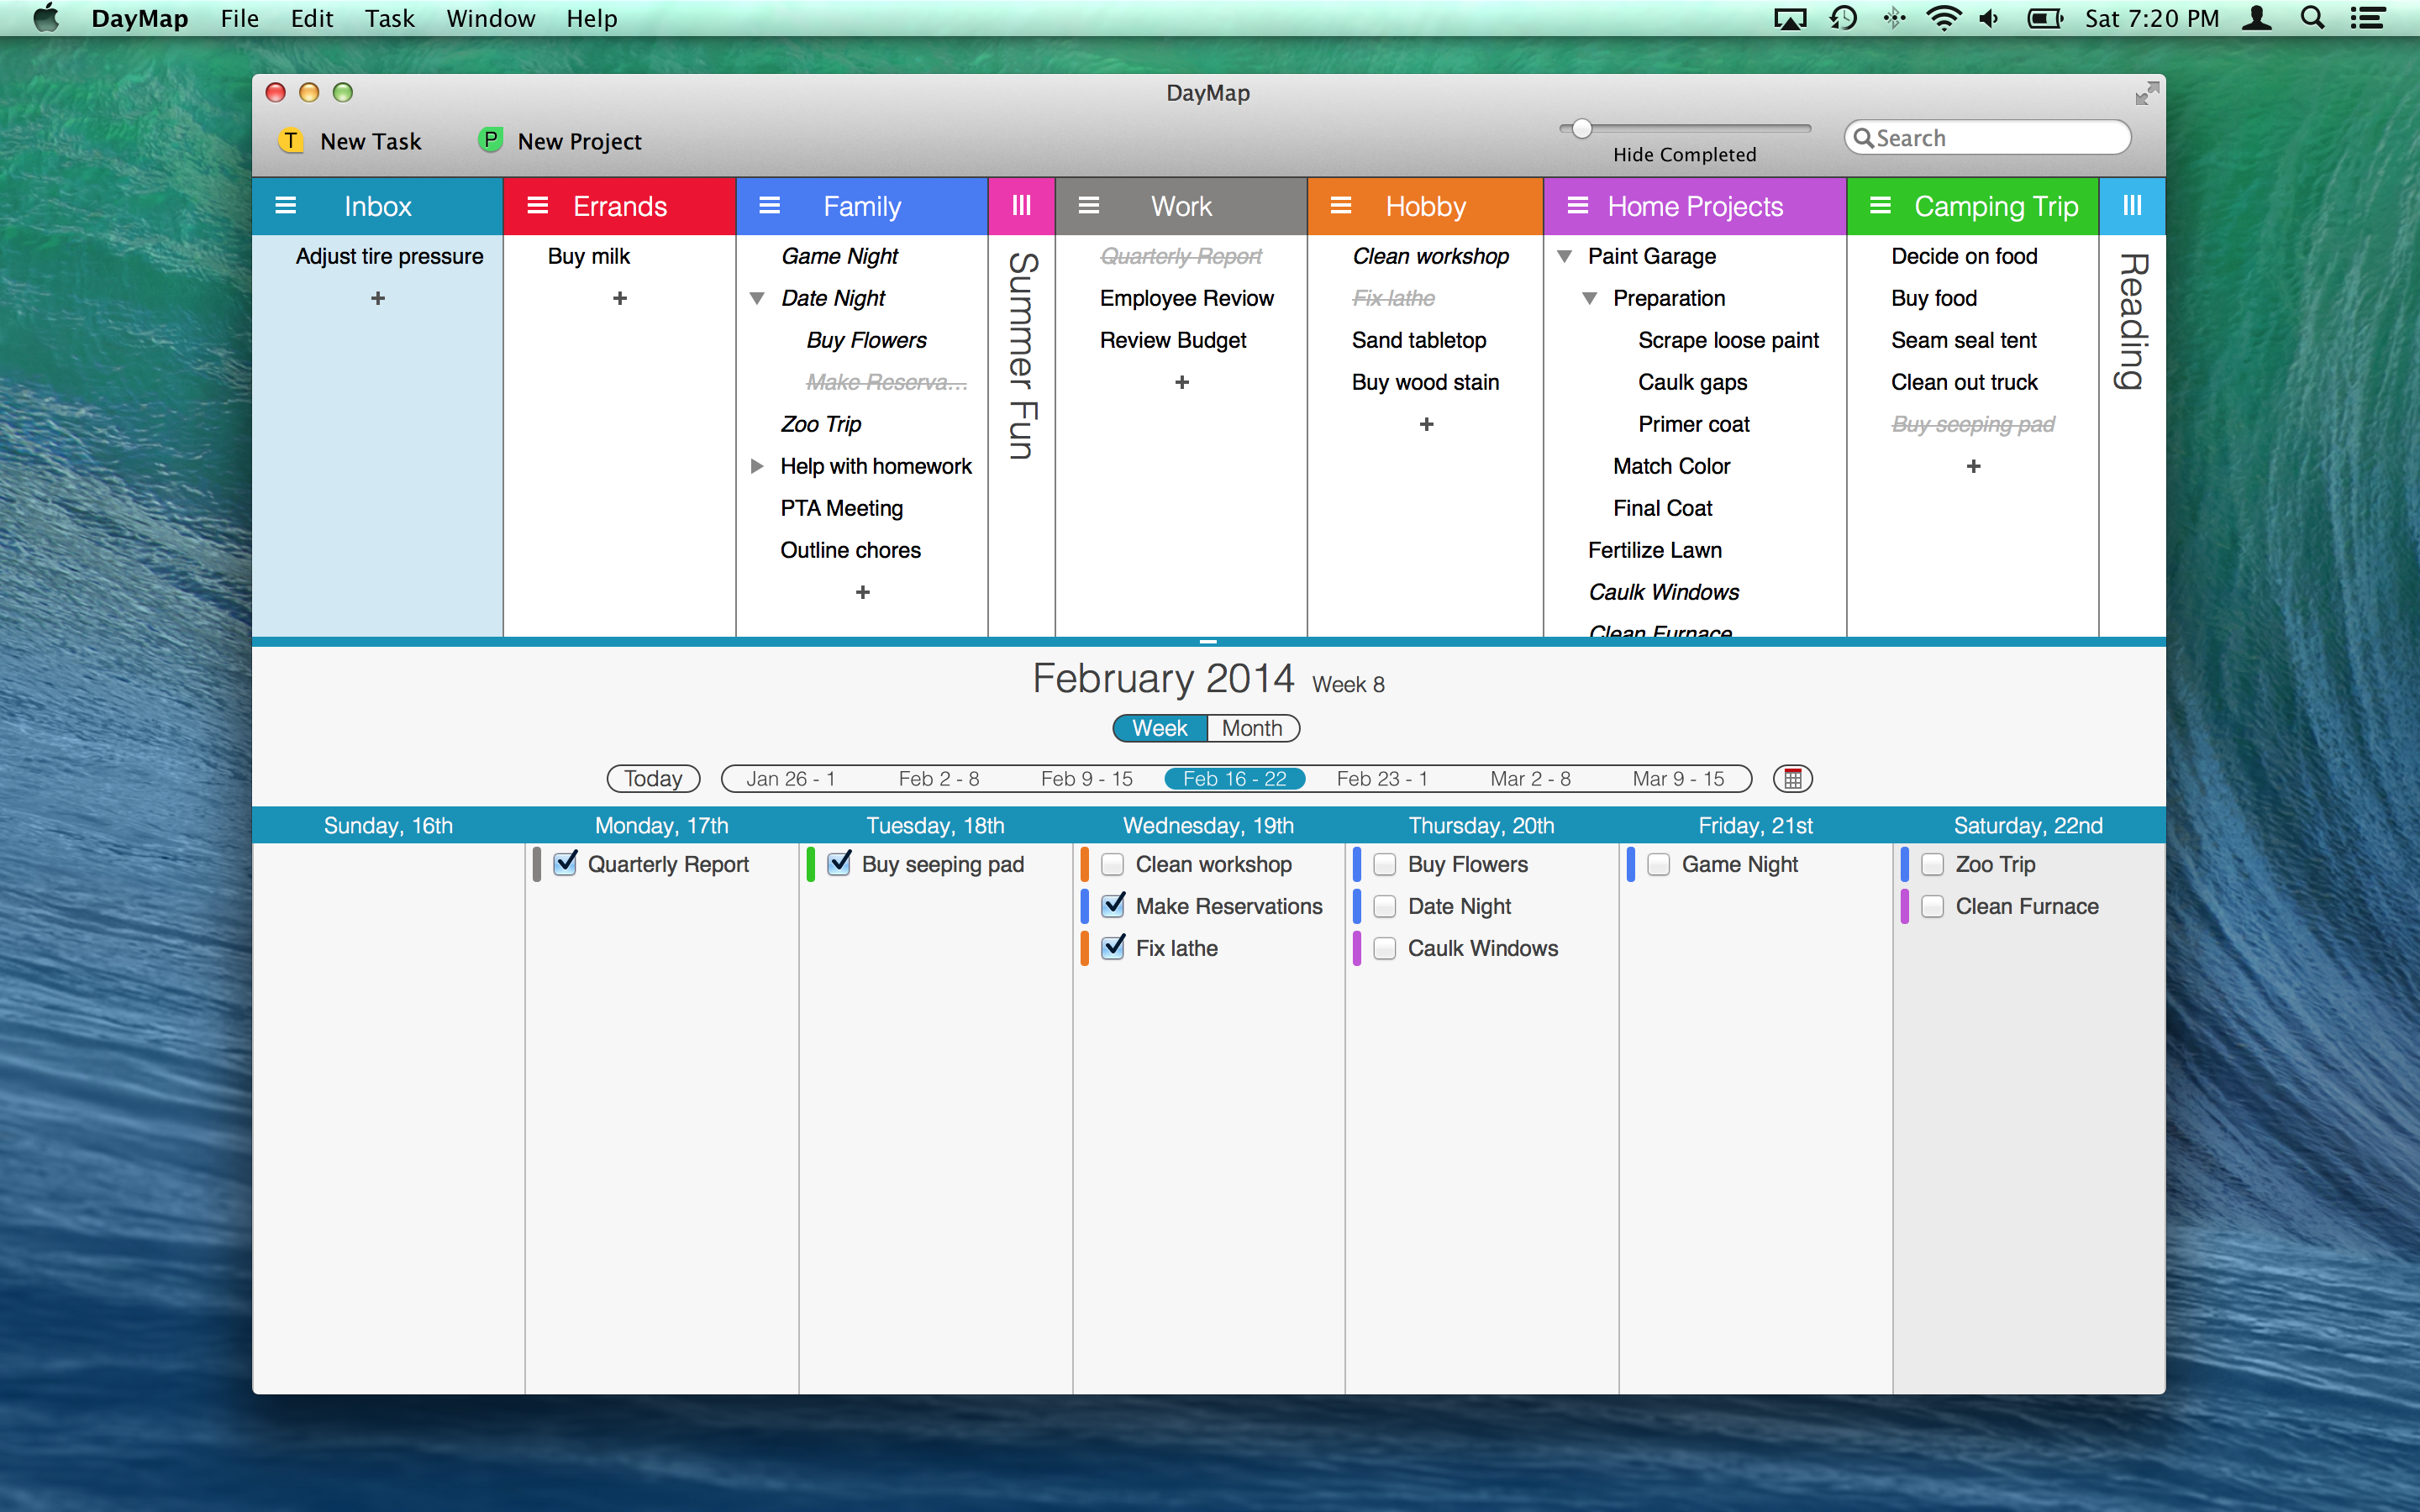 DayMap File Edit Task Window Help Sat 7:20 PM
DayMap
T New Task P New Project Hide Completed Search
Inbox
Adjust tire pressure
+
Errands
Buy milk
+
Family
Game Night
Date Night
Buy Flowers
Make Reserva...
Zoo Trip
Help with homework
PTA Meeting
Outline chores
+
Summer Fun
Work
Quarterly Report
Employee Reviow
Review Budget
+
Hobby
Clean workshop
Fix lathe
Sand tabletop
Buy wood stain
+
Home Projects
Paint Garage
Preparation
Scrape loose paint
Caulk gaps
Primer coat
Match Color
Final Coat
Fertilize Lawn
Caulk Windows
Clean Furnace
Camping Trip
Decide on food
Buy food
Seam seal tent
Clean out truck
Buy seeping pad
+
Reading
February 2014 Week 8
Week Month
Today Jan 26 - 1 Feb 2 - 8 Feb 9 - 15 Feb 16 - 22 Feb 23 - 1 Mar 2 - 8 Mar 9 - 15
Sunday, 16th
Monday, 17th
Quarterly Report
Tuesday, 18th
Buy seeping pad
Wednesday, 19th
Clean workshop
Make Reservations
Fix lathe
Thursday, 20th
Buy Flowers
Date Night
Caulk Windows
Friday, 21st
Game Night
Saturday, 22nd
Zoo Trip
Clean Furnace